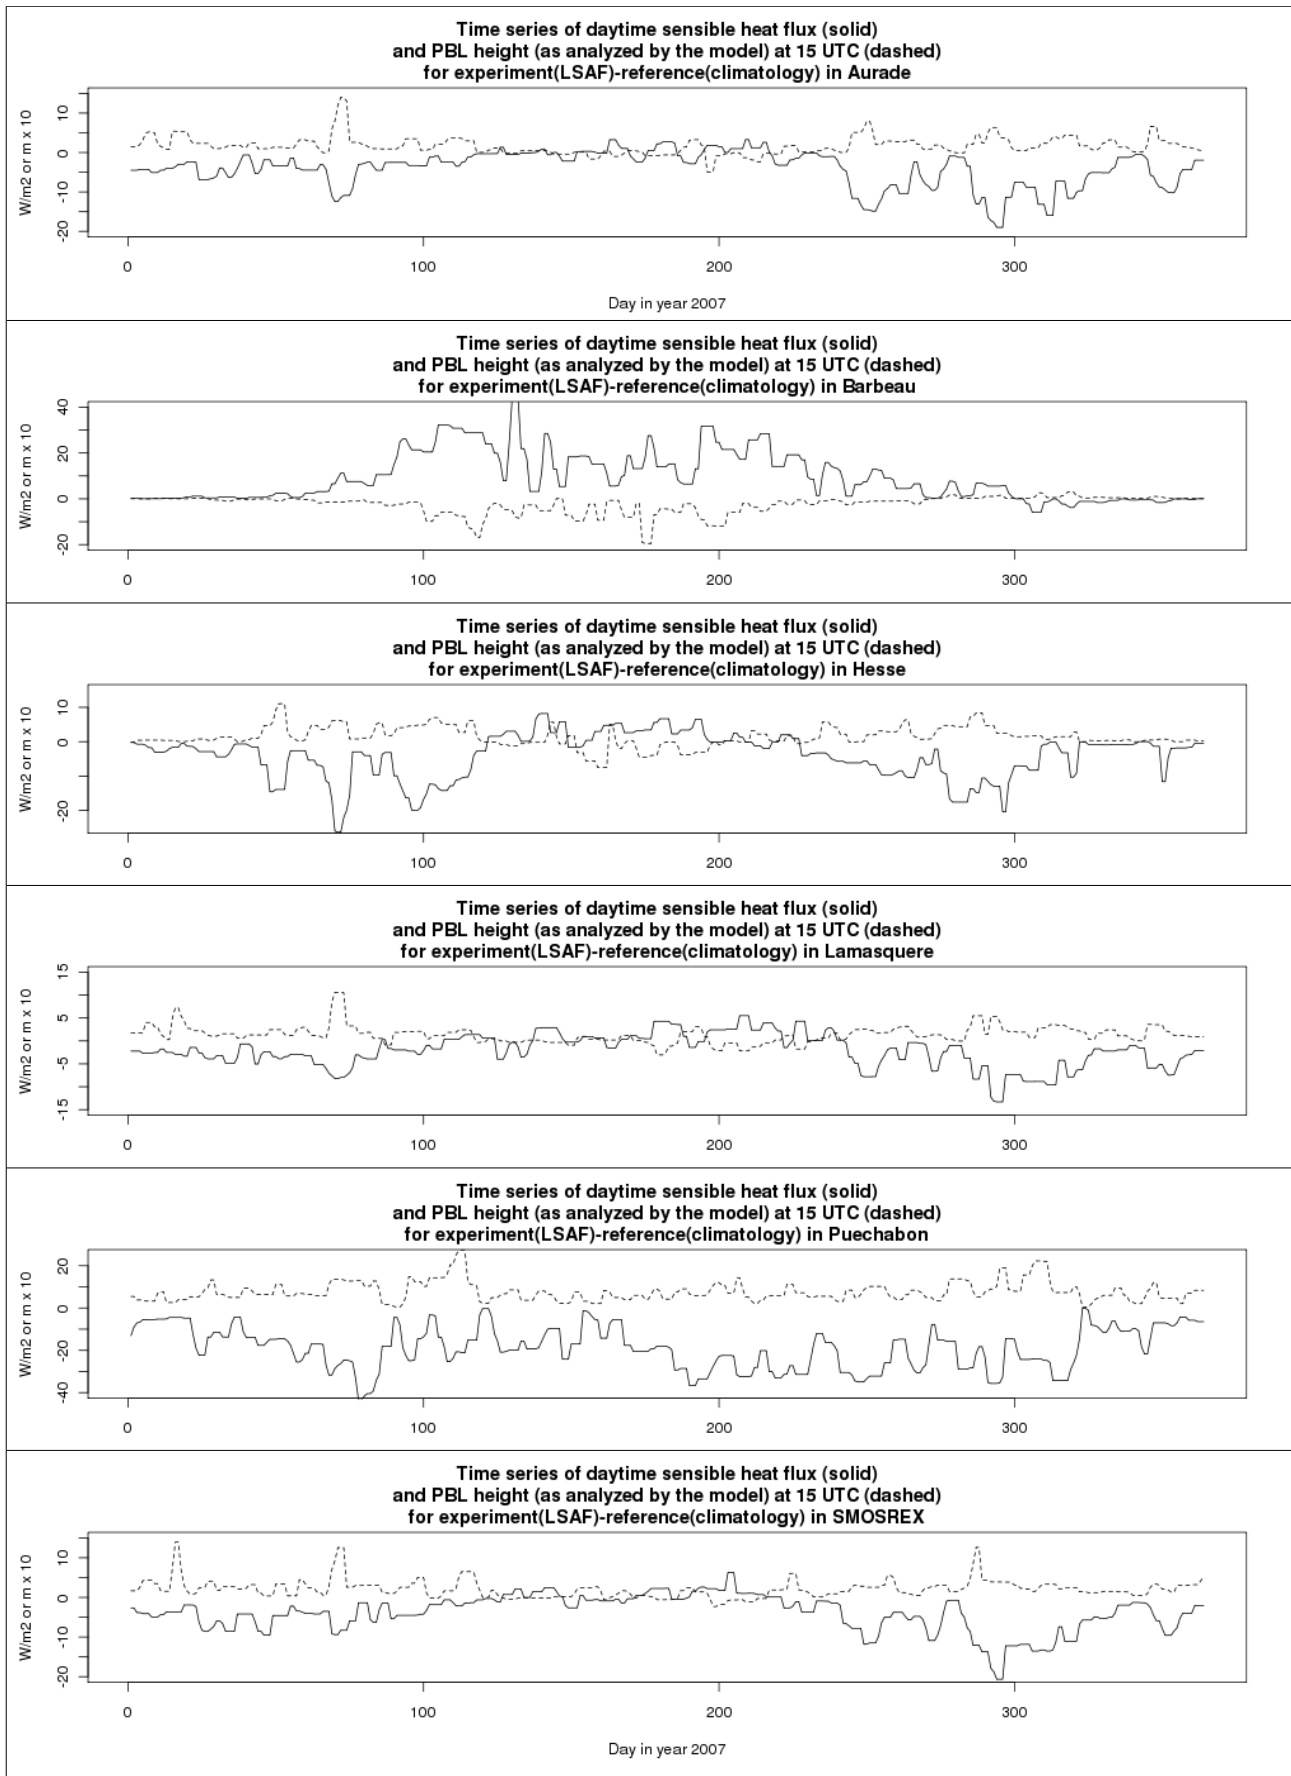 Time series of daytime sensible heat flux (solid)
and PBL height (as analyzed by the model) at 15 UTC (dashed)
for experiment(LSAF)-reference(climatology) in Aurade
W/m2 or m x 10
10
0
-10
-20
0 100 200 300
Day in year 2007
Time series of daytime sensible heat flux (solid)
and PBL height (as analyzed by the model) at 15 UTC (dashed)
for experiment(LSAF)-reference(climatology) in Barbeau
W/m2 or m x 10
40
20
0
-20
0 100 200 300
Time series of daytime sensible heat flux (solid)
and PBL height (as analyzed by the model) at 15 UTC (dashed)
for experiment(LSAF)-reference(climatology) in Hesse
W/m2 or m x 10
10
0
-20
0 100 200 300
Time series of daytime sensible heat flux (solid)
and PBL height (as analyzed by the model) at 15 UTC (dashed)
for experiment(LSAF)-reference(climatology) in Lamasquere
W/m2 or m x 10
15
5
-5
-15
0 100 200 300
Time series of daytime sensible heat flux (solid)
and PBL height (as analyzed by the model) at 15 UTC (dashed)
for experiment(LSAF)-reference(climatology) in Puechabon
W/m2 or m x 10
20
0
-20
-40
0 100 200 300
Time series of daytime sensible heat flux (solid)
and PBL height (as analyzed by the model) at 15 UTC (dashed)
for experiment(LSAF)-reference(climatology) in SMOSREX
W/m2 or m x 10
10
0
-10
-20
0 100 200 300
Day in year 2007